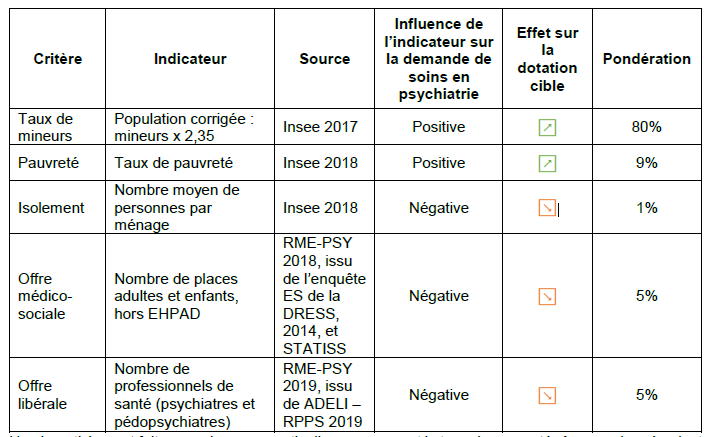 Critère
Indicateur
Source
Influence de
l'indicateur sur
la demande de
soins en
psychiatrie
Effet sur
la
dotation
cible
Pondération
Taux de
mineurs
Population corrigée :
mineurs x 2,35
Insee 2017
Positive
80%
Pauvreté
Taux de pauvreté
Insee 2018
Positive
9%
Isolement
Nombre moyen de
personnes par
ménage
Insee 2018
Négative
1%
Offre
médico-
sociale
Nombre de places
adultes et enfants,
hors EHPAD
RME-PSY
2018, issu
de l'enquête
ES de la
DRESS,
2014, et
STATISS
Négative
5%
Offre
libérale
Nombre de
professionnels de
santé (psychiatres et
pédopsychiatres)
RME-PSY
2019, issu
de ADELI –
RPPS 2019
Négative
5%